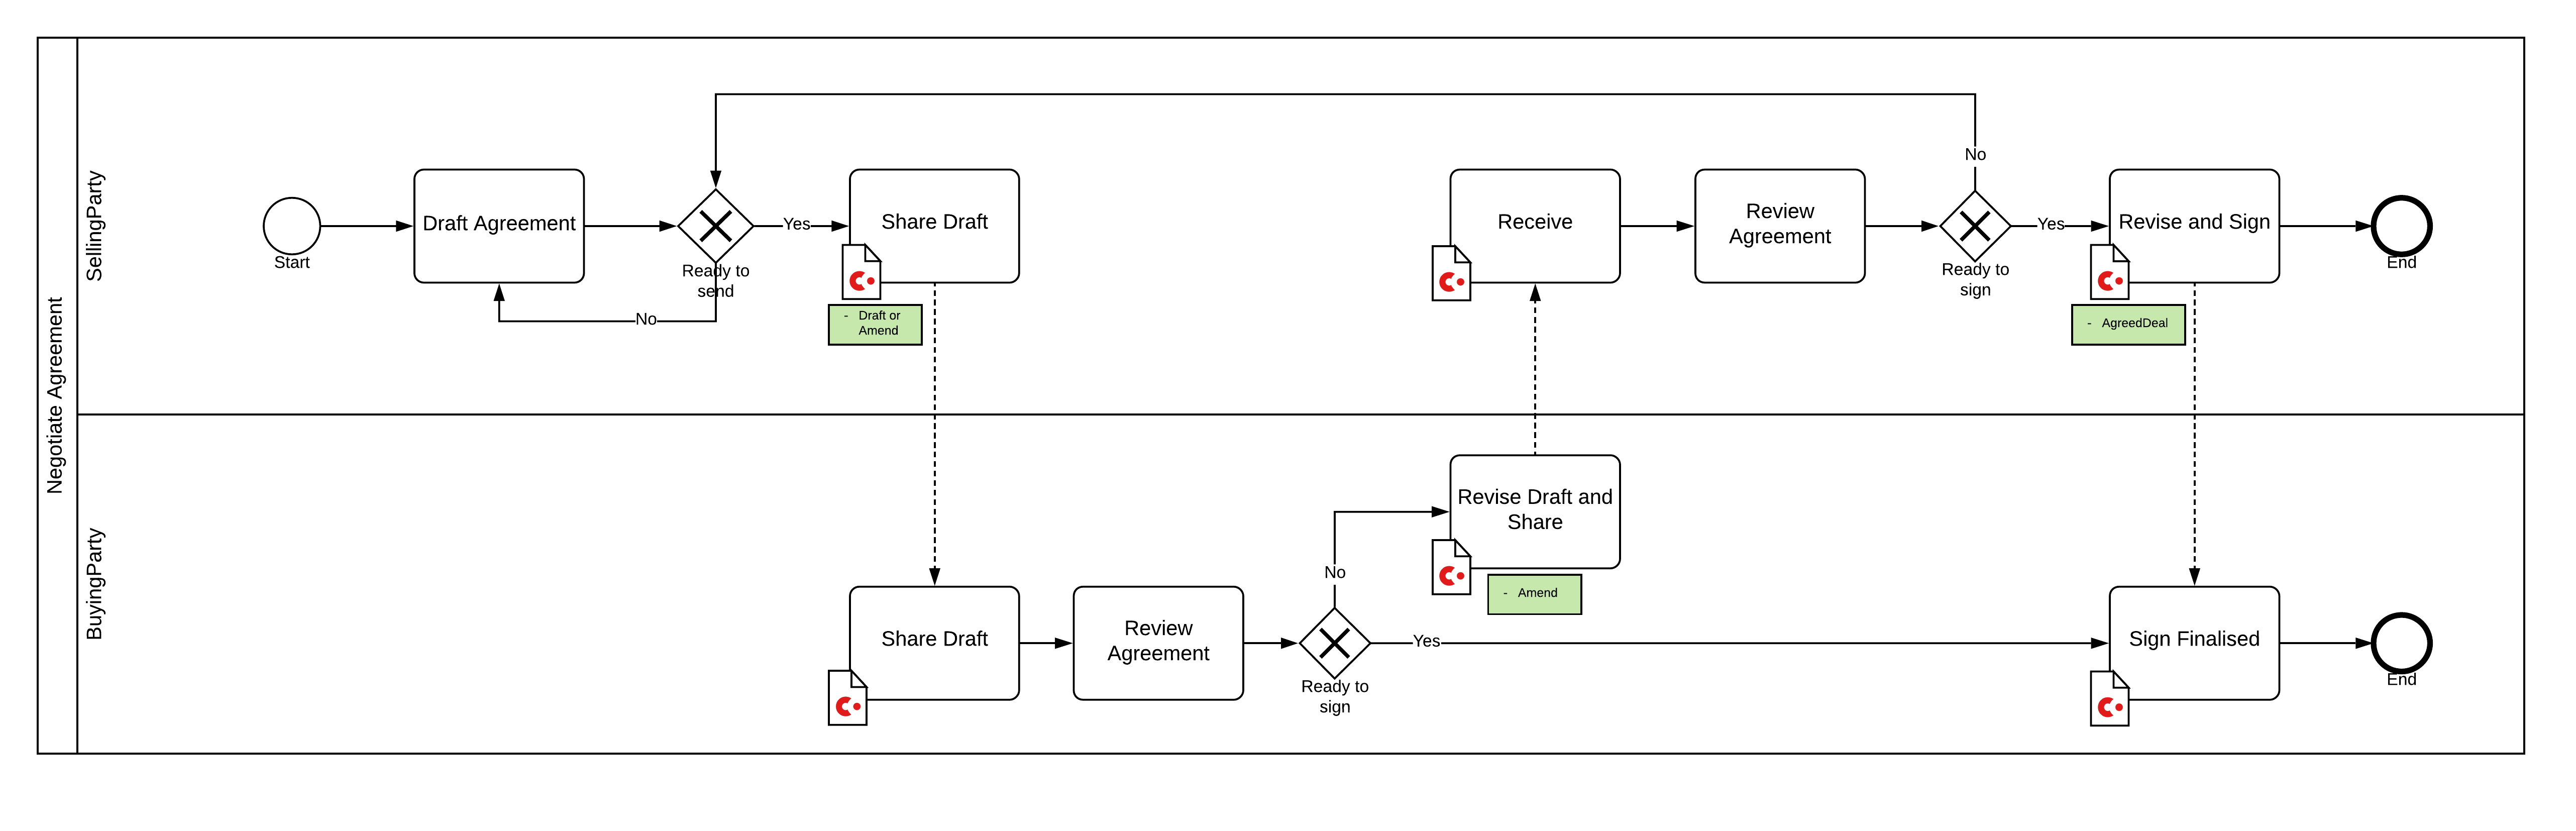 Negotiate Agreement
SellingParty
Start
Draft Agreement
Ready to
send
No
Yes
Share Draft
- Draft or
Amend
Receive
Review
Agreement
No
Ready to
sign
Yes
Revise and Sign
- AgreedDeal
End
BuyingParty
Share Draft
Review
Agreement
Ready to
sign
No
Revise Draft and
Share
- Amend
Yes
Sign Finalised
End